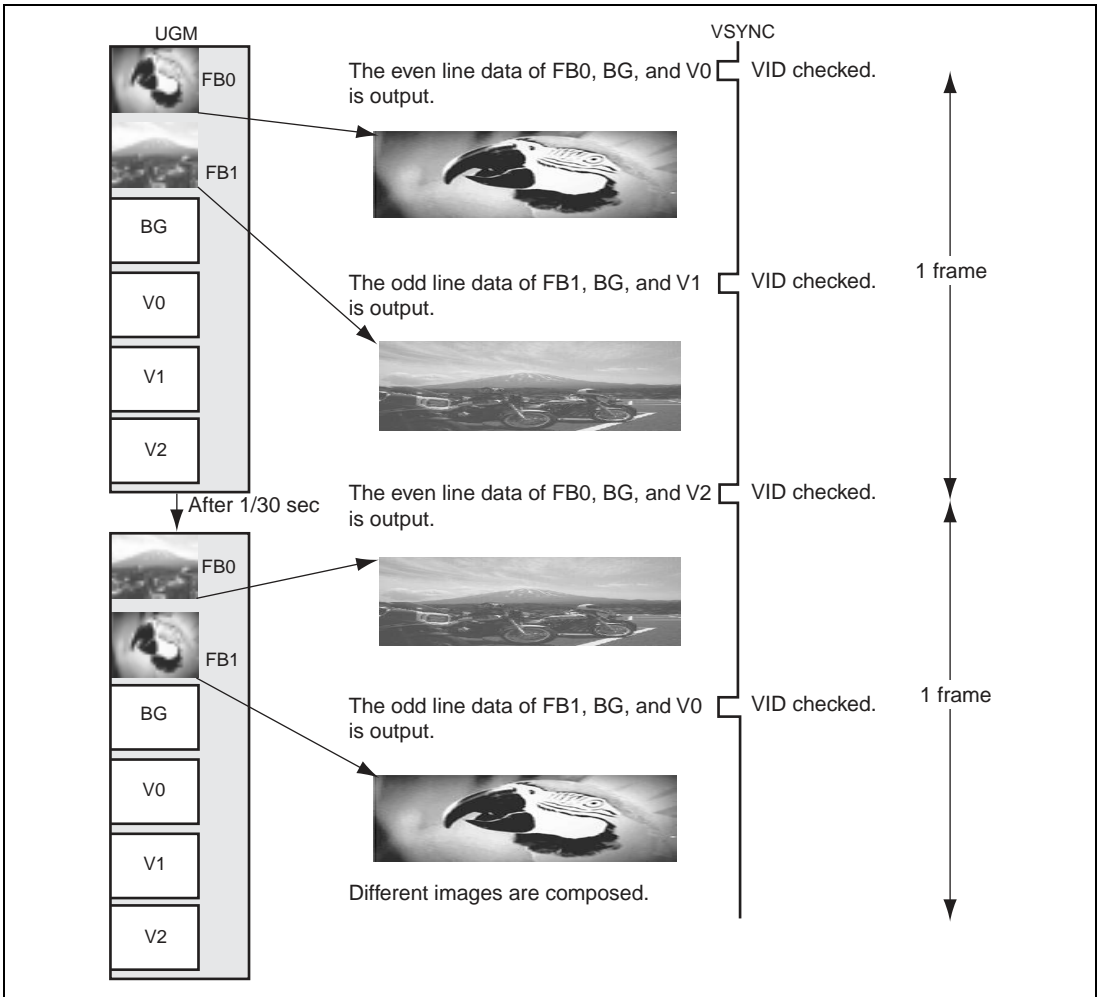 UGM
VSYNC
FB0
The even line data of FB0, BG, and V0
is output.
VID checked.
FB1
BG
V0
The odd line data of FB1, BG, and V1
is output.
VID checked.
1 frame
V1
V2
The even line data of FB0, BG, and V2
is output.
VID checked.
After 1/30 sec
FB0
FB1
BG
The odd line data of FB1, BG, and V0
is output.
VID checked.
1 frame
V0
V1
Different images are composed.
V2